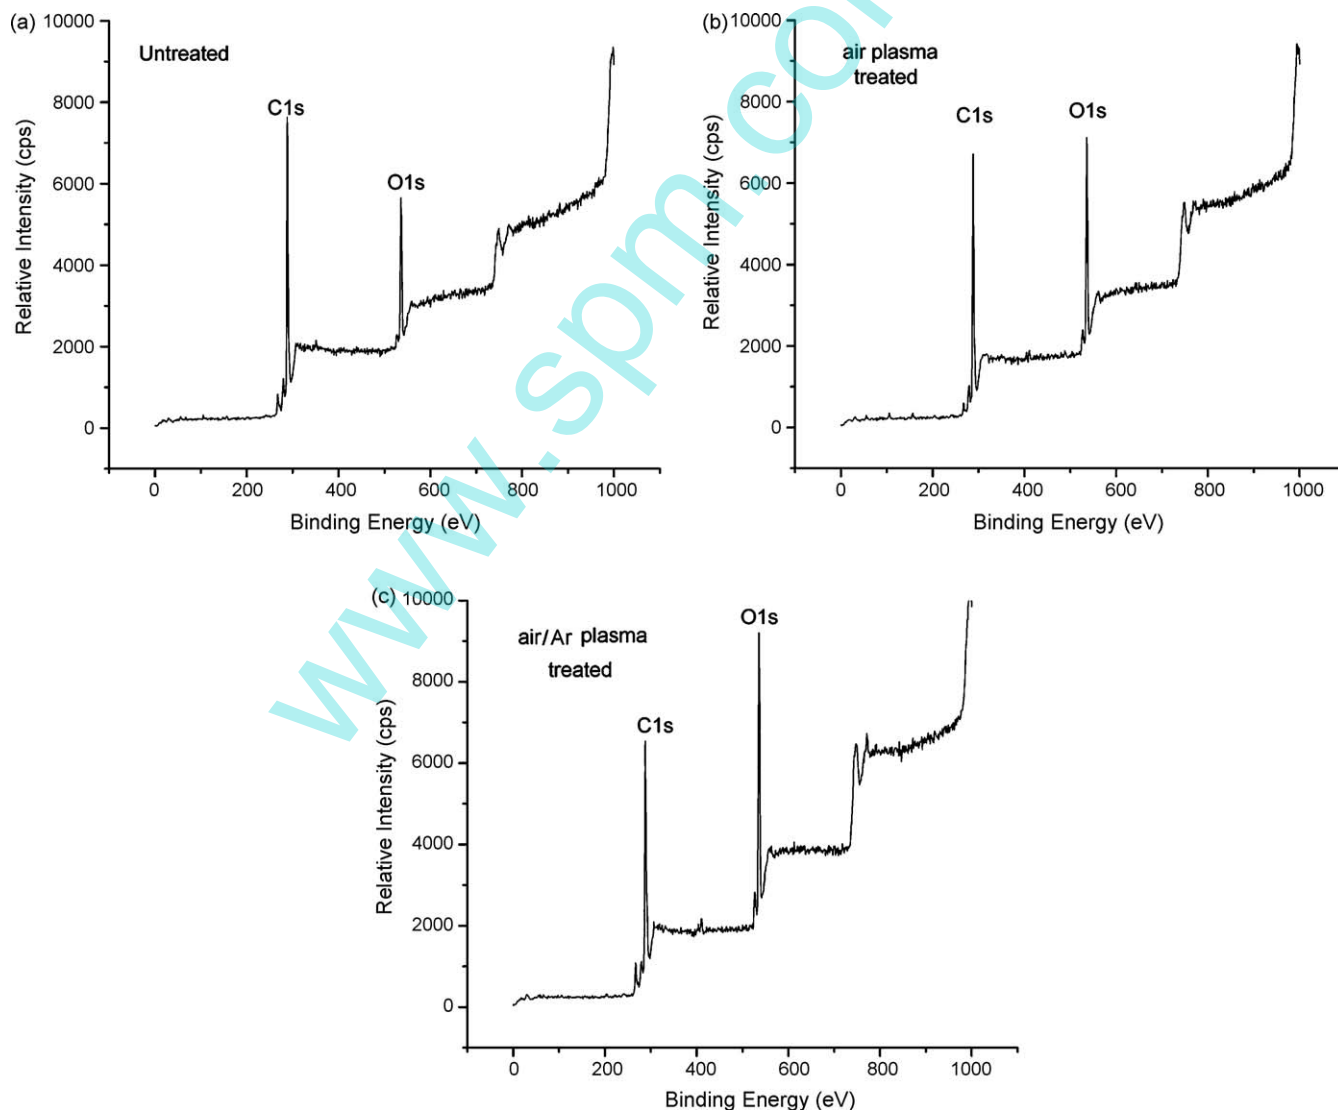 (a)
Untreated
C1s
O1s
10000
8000
6000
4000
2000
0
Relative Intensity (cps)
0 200 400 600 800 1000
Binding Energy (eV)
(b)
air plasma
treated
C1s
O1s
10000
8000
6000
4000
2000
0
Relative Intensity (cps)
0 200 400 600 800 1000
Binding Energy (eV)
(c)
air/Ar plasma
treated
C1s
O1s
10000
8000
6000
4000
2000
0
Relative Intensity (cps)
0 200 400 600 800 1000
Binding Energy (eV)
www.spm.co